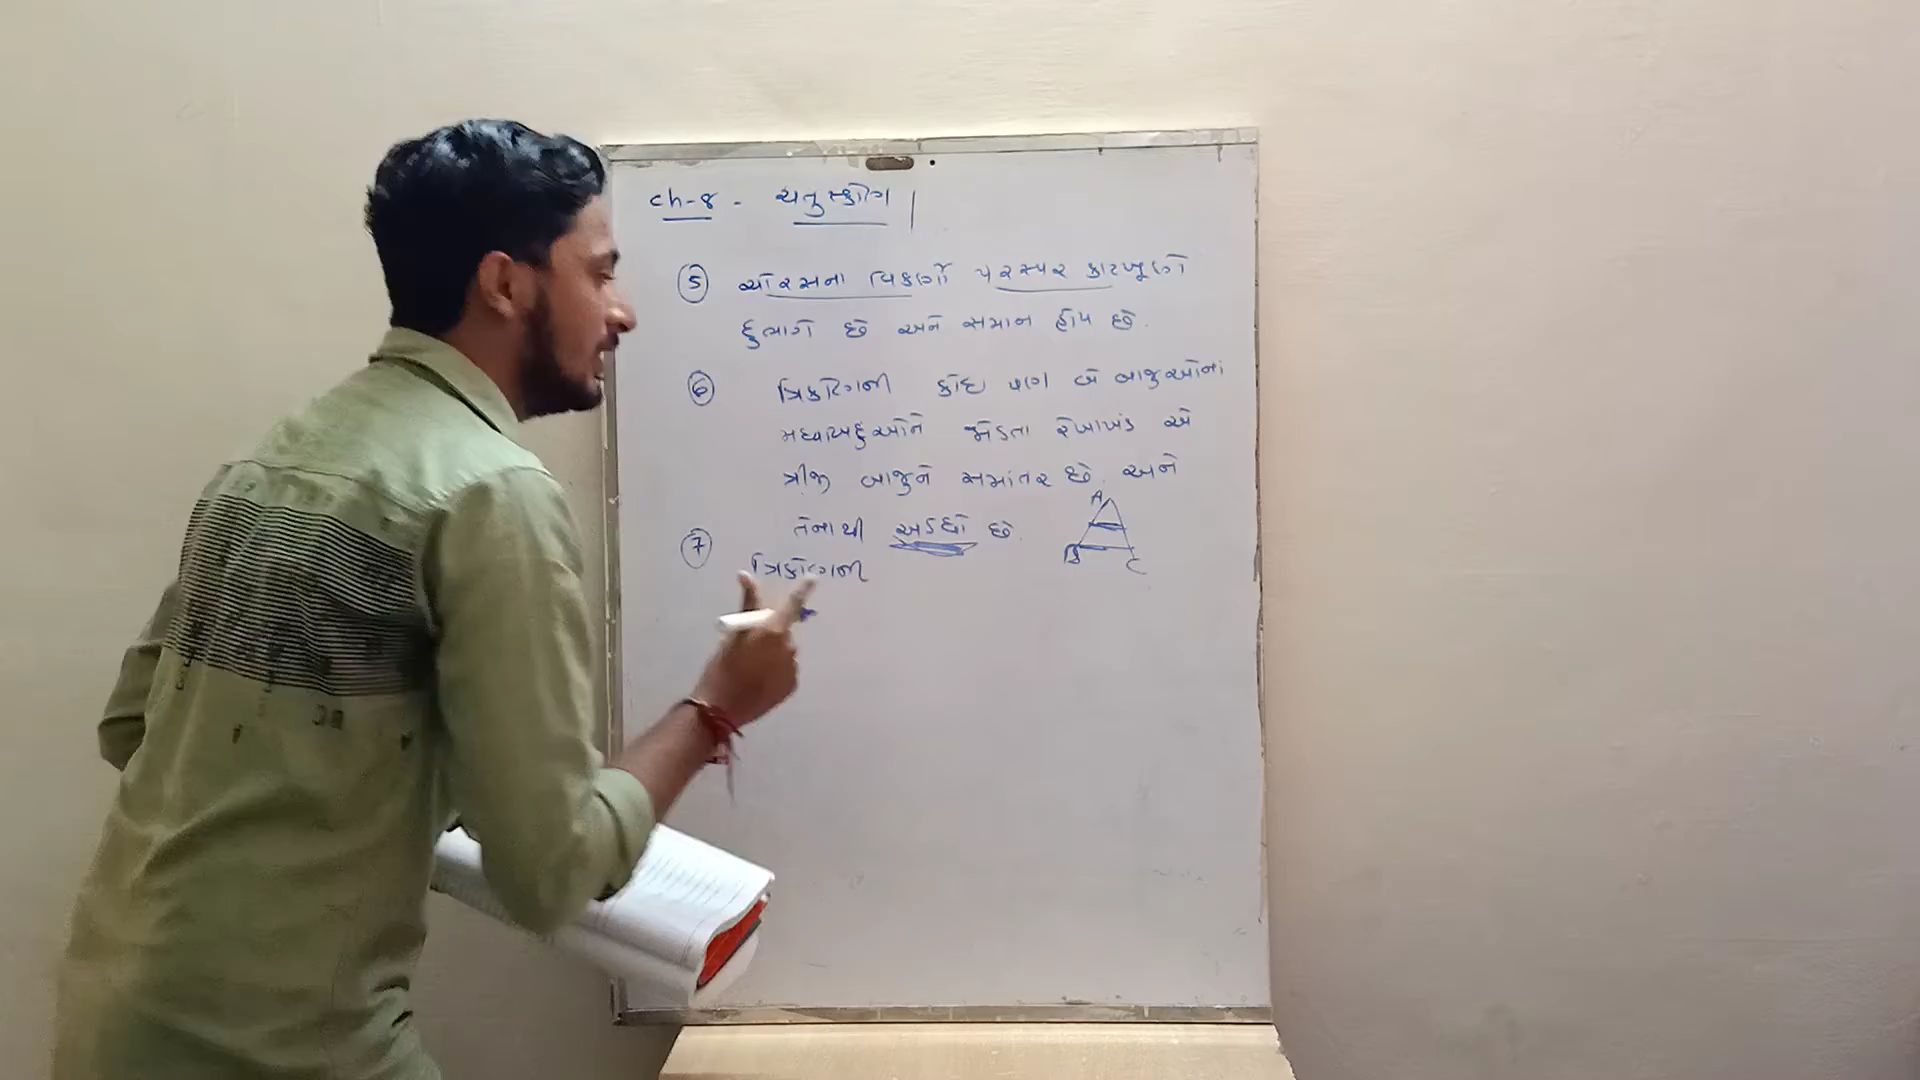 ch-8 - ચતુષ્કોણ
5 ચોરસના વિકર્ણો પરસ્પર કાટખૂણે
દુભાગે છે અને સમાન હોય છે.
6 ત્રિકોણની કોઇ પણ બે બાજુઓનાં
મધ્યબિંદુઓને જોડતા રેખાખંડ એ
ત્રીજી બાજુને સમાંતર છે. અને
તેનાથી અડધો છે.
A
B C
7 ત્રિકોણની